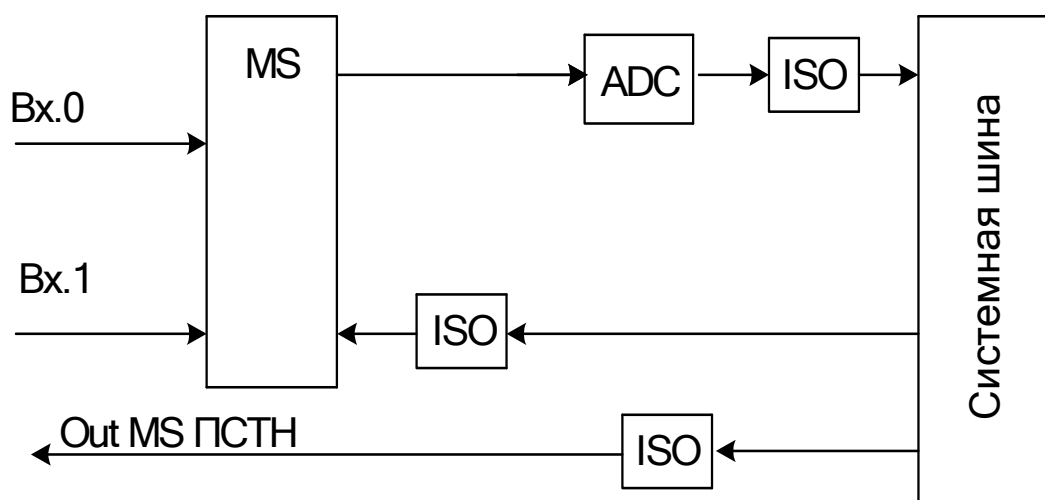 MS
ADC
ISO
Вх.0
Вх.1
ISO
Out MS ПСТН
ISO
Системная шина